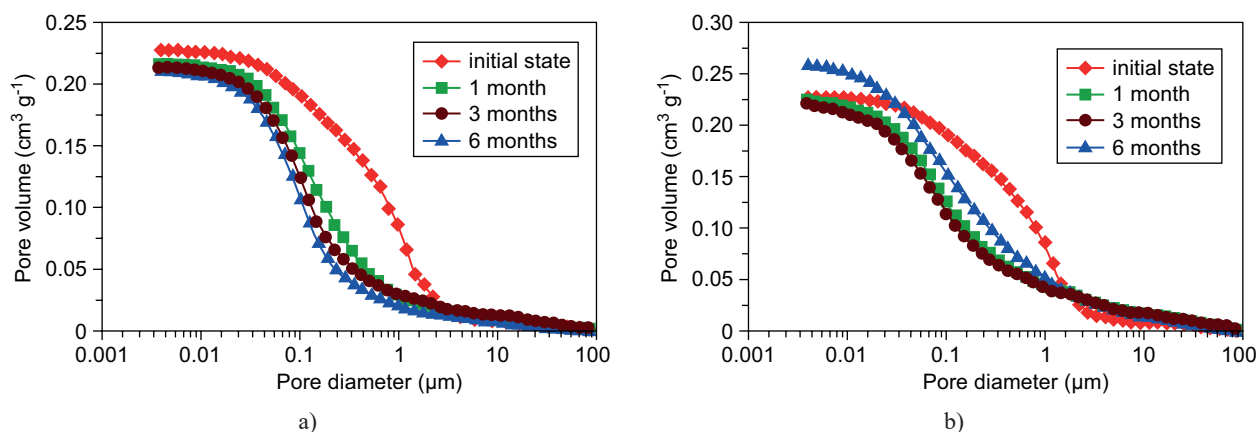 0.25
0.20
0.15
0.10
0.05
0
Pore volume (cm³ g⁻¹)
initial state
1 month
3 months
6 months
0.001 0.01 0.1 1 10 100
Pore diameter (µm)
a)
0.35
0.30
0.25
0.20
0.15
0.10
0.05
0
Pore volume (cm³ g⁻¹)
initial state
1 month
3 months
6 months
0.001 0.01 0.1 1 10 100
Pore diameter (µm)
b)